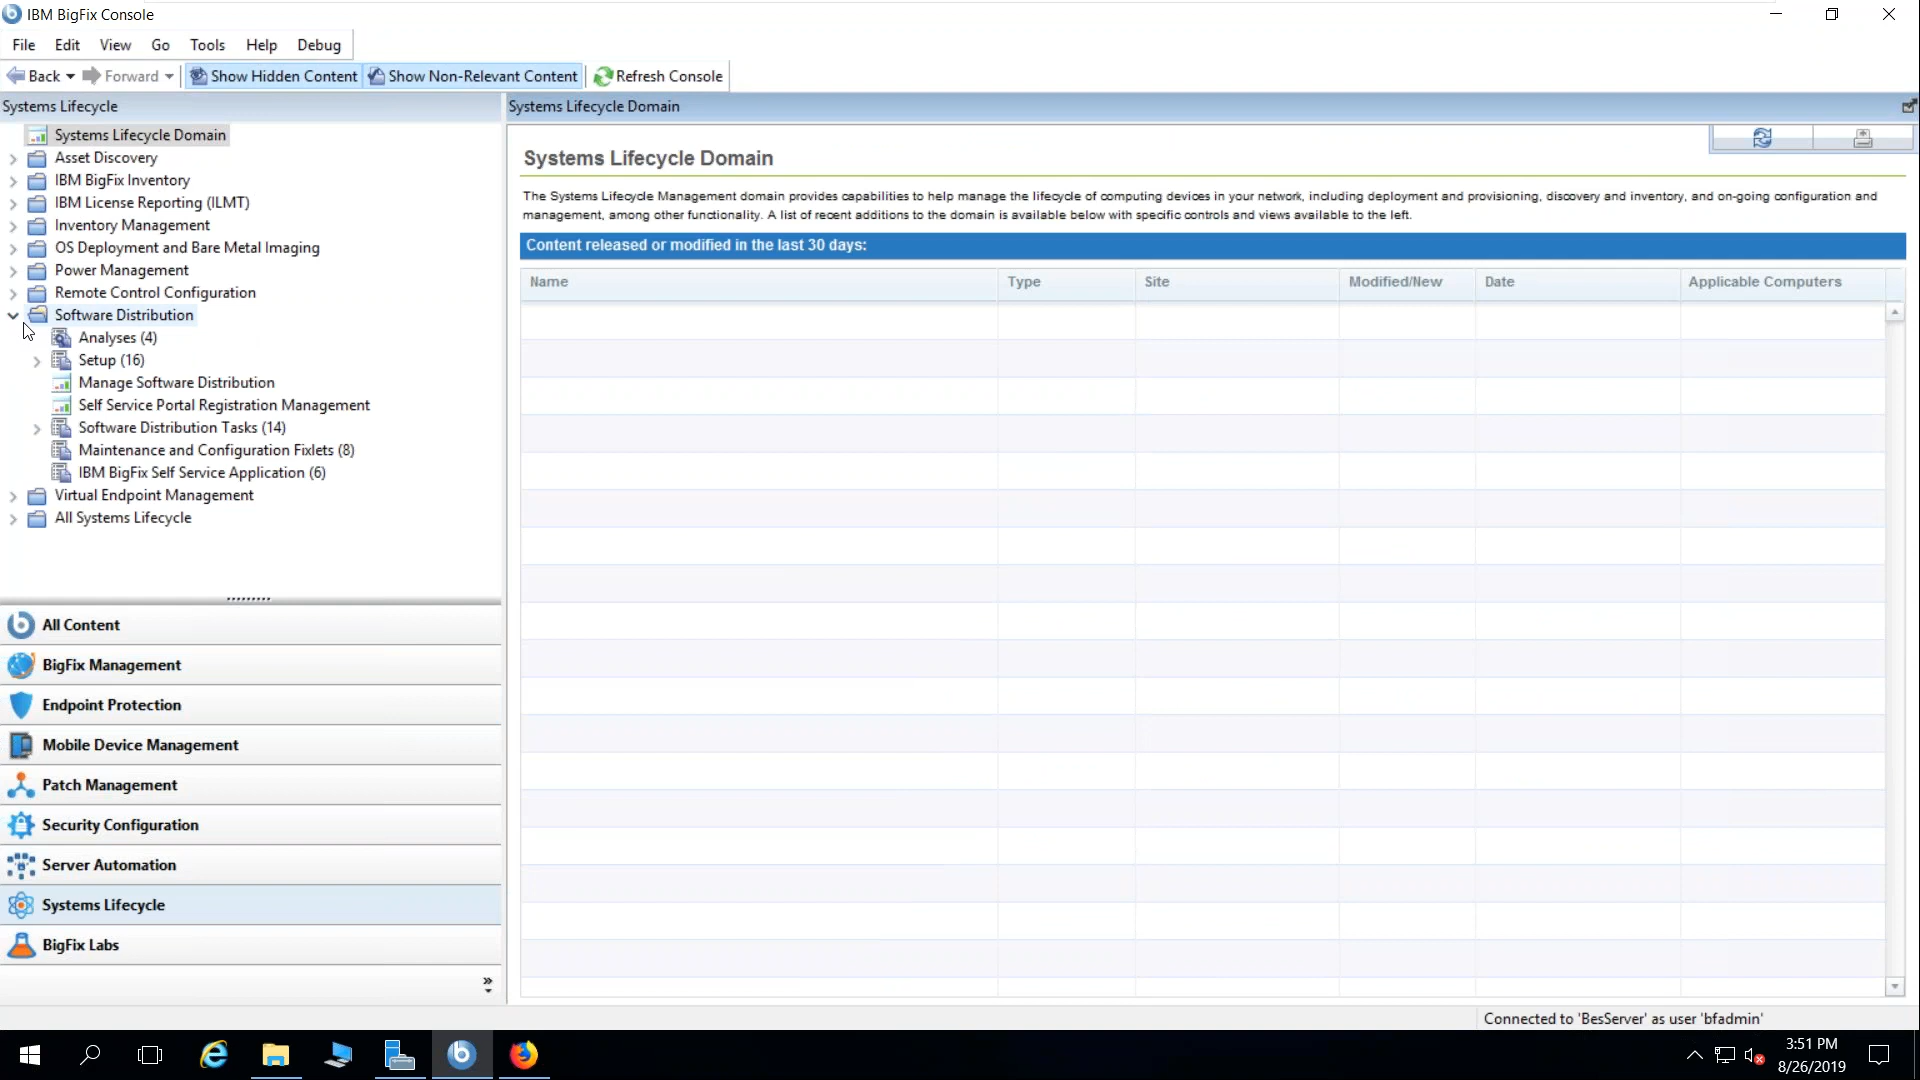 IBM BigFix Console
File Edit View Go Tools Help Debug
Back Forward Show Hidden Content Show Non-Relevant Content Refresh Console
Systems Lifecycle
Systems Lifecycle Domain
Asset Discovery
IBM BigFix Inventory
IBM License Reporting (ILMT)
Inventory Management
OS Deployment and Bare Metal Imaging
Power Management
Remote Control Configuration
Software Distribution
Analyses (4)
Setup (16)
Manage Software Distribution
Self Service Portal Registration Management
Software Distribution Tasks (14)
Maintenance and Configuration Fixlets (8)
IBM BigFix Self Service Application (6)
Virtual Endpoint Management
All Systems Lifecycle
All Content
BigFix Management
Endpoint Protection
Mobile Device Management
Patch Management
Security Configuration
Server Automation
Systems Lifecycle
BigFix Labs
Systems Lifecycle Domain
Systems Lifecycle Domain
The Systems Lifecycle Management domain provides capabilities to help manage the lifecycle of computing devices in your network, including deployment and provisioning, discovery and inventory, and on-going configuration and
management, among other functionality. A list of recent additions to the domain is available below with specific controls and views available to the left.
Content released or modified in the last 30 days:
Name Type Site Modified/New Date Applicable Computers
Connected to 'BesServer' as user 'bfadmin'
3:51 PM
8/26/2019